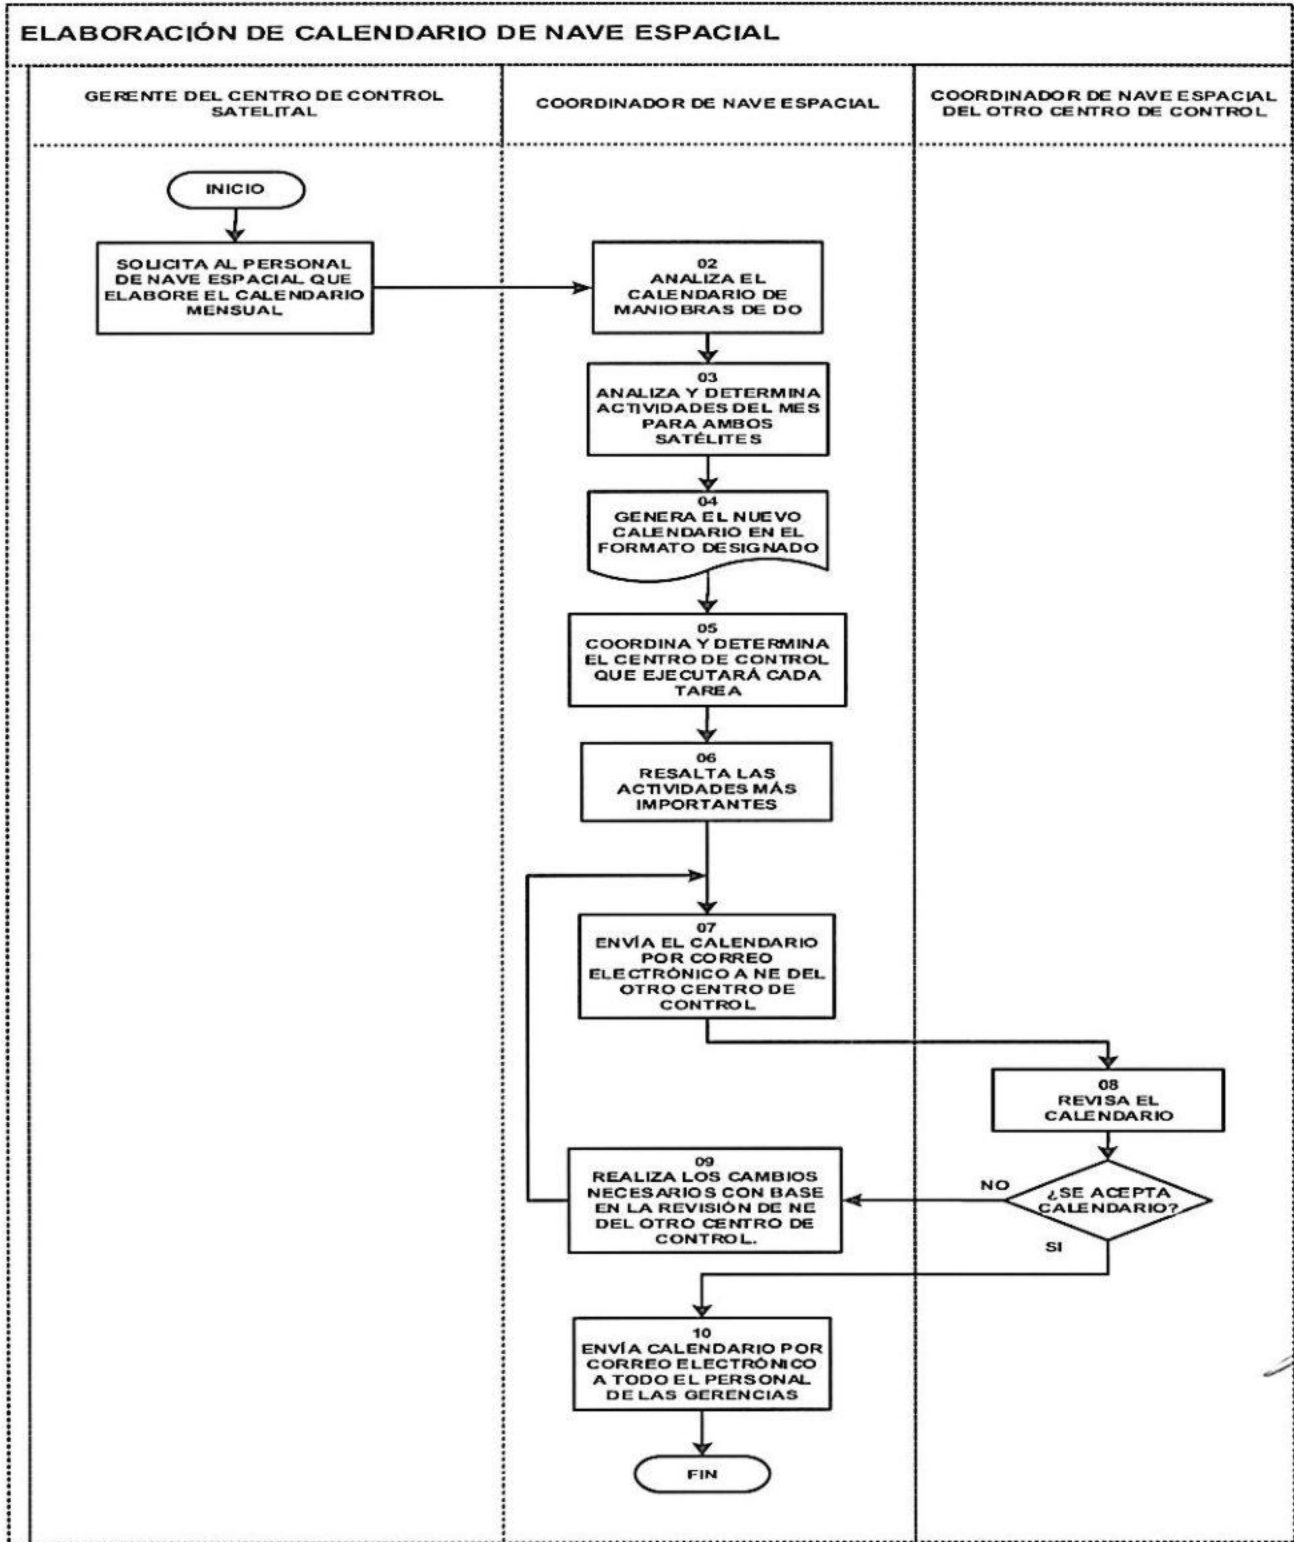 ELABORACIÓN DE CALENDARIO DE NAVE ESPACIAL
GERENTE DEL CENTRO DE CONTROL
SATELITAL
COORDINADOR DE NAVE ESPACIAL
COORDINADOR DE NAVE ESPACIAL
DEL OTRO CENTRO DE CONTROL
INICIO
SOLICITA AL PERSONAL
DE NAVE ESPACIAL QUE
ELABORE EL CALENDARIO
MENSUAL
02
ANALIZA EL
CALENDARIO DE
MANIOBRAS DE DO
03
ANALIZA Y DETERMINA
ACTIVIDADES DEL MES
PARA AMBOS
SATÉLITES
04
GENERA EL NUEVO
CALENDARIO EN EL
FORMATO DESIGNADO
05
COORDINA Y DETERMINA
EL CENTRO DE CONTROL
QUE EJECUTARÁ CADA
TAREA
06
RESALTA LAS
ACTIVIDADES MÁS
IMPORTANTES
07
ENVÍA EL CALENDARIO
POR CORREO
ELECTRÓNICO A NE DEL
OTRO CENTRO DE
CONTROL
08
REVISA EL
CALENDARIO
¿SE ACEPTA
CALENDARIO?
NO
SI
09
REALIZA LOS CAMBIOS
NECESARIOS CON BASE
EN LA REVISIÓN DE NE
DEL OTRO CENTRO DE
CONTROL.
10
ENVÍA CALENDARIO POR
CORREO ELECTRÓNICO
A TODO EL PERSONAL
DE LAS GERENCIAS
FIN